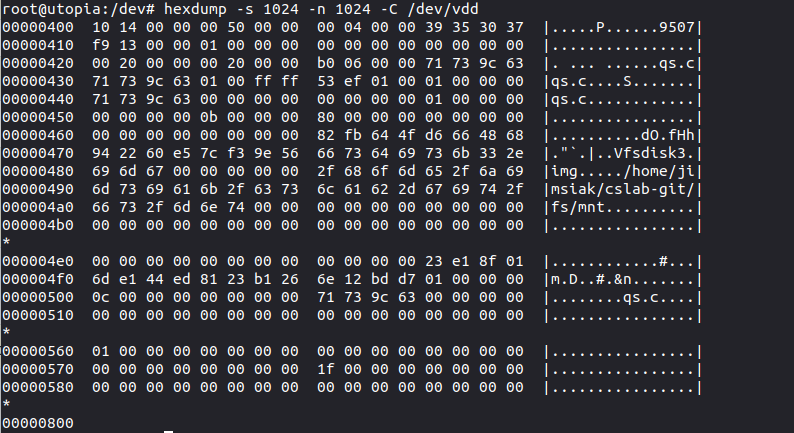 root@utopia:/dev# hexdump -s 1024 -n 1024 -C /dev/vdd
00000400  10 14 00 00 00 50 00 00  00 04 00 00 39 35 30 37  |.....P......9507|
00000410  f9 13 00 00 01 00 00 00  00 00 00 00 00 00 00 00  |................|
00000420  00 20 00 00 00 20 00 00  b0 06 00 00 71 73 9c 63  |. ... ......qs.c|
00000430  71 73 9c 63 01 00 ff ff  53 ef 01 00 01 00 00 00  |qs.c....S.......|
00000440  71 73 9c 63 00 00 00 00  00 00 00 00 01 00 00 00  |qs.c............|
00000450  00 00 00 00 0b 00 00 00  80 00 00 00 00 00 00 00  |................|
00000460  00 00 00 00 00 00 00 00  82 fb 64 4f d6 66 48 68  |..........dO.fHh|
00000470  94 22 60 e5 7c f3 9e 56  66 73 64 69 73 6b 33 2e  |."`.|..Vfsdisk3.|
00000480  69 6d 67 00 00 00 00 00  2f 68 6f 6d 65 2f 6a 69  |img...../home/ji|
00000490  6d 73 69 61 6b 2f 63 73  6c 61 62 2d 67 69 74 2f  |msiak/cslab-git/|
000004a0  66 73 2f 6d 6e 74 00 00  00 00 00 00 00 00 00 00  |fs/mnt..........|
000004b0  00 00 00 00 00 00 00 00  00 00 00 00 00 00 00 00  |................|
*
000004e0  00 00 00 00 00 00 00 00  00 00 00 00 23 e1 8f 01  |............#...|
000004f0  6d e1 44 ed 81 23 b1 26  6e 12 bd d7 01 00 00 00  |m.D..#.&n.......|
00000500  0c 00 00 00 00 00 00 00  71 73 9c 63 00 00 00 00  |........qs.c....|
00000510  00 00 00 00 00 00 00 00  00 00 00 00 00 00 00 00  |................|
*
00000560  01 00 00 00 00 00 00 00  00 00 00 00 00 00 00 00  |................|
00000570  00 00 00 00 00 00 00 00  1f 00 00 00 00 00 00 00  |................|
00000580  00 00 00 00 00 00 00 00  00 00 00 00 00 00 00 00  |................|
*
00000800